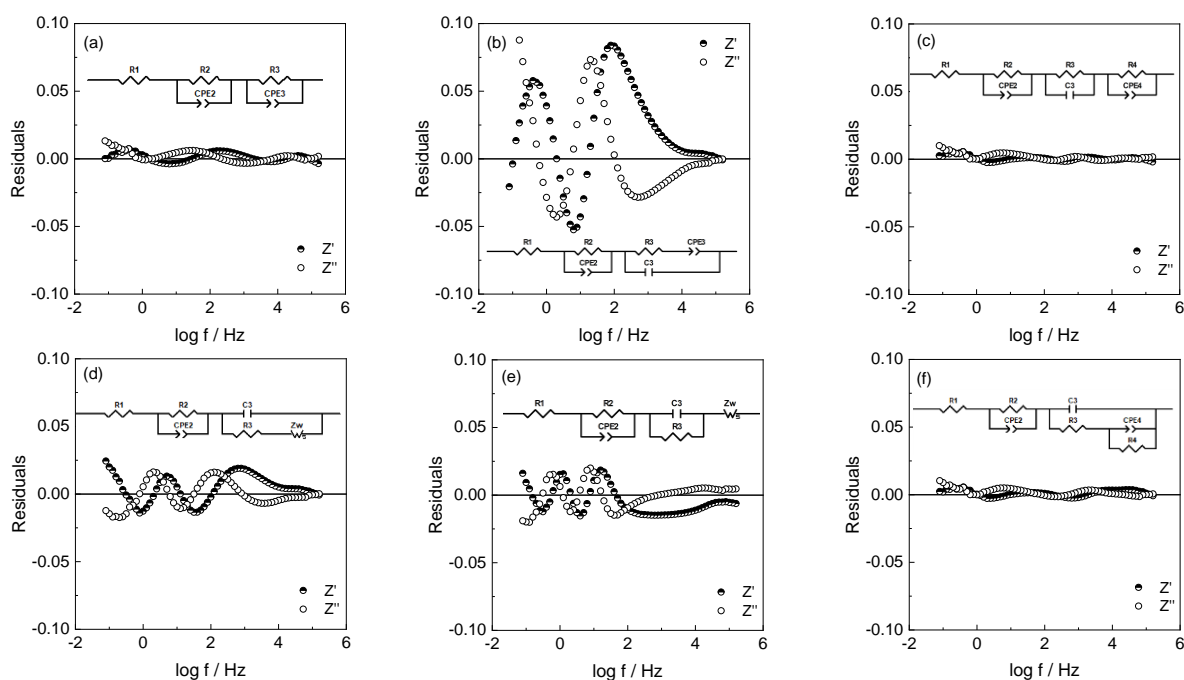 (a)
R1 R2 R3
CPE2 CPE3
0.10
0.05
0.00
-0.05
-0.10
Residuals
Z'
Z''
-2 0 2 4 6
log f / Hz
(b)
Z'
Z''
R1 R2 R3 CPE3
CPE2 C3
0.10
0.05
0.00
-0.05
-0.10
Residuals
-2 0 2 4 6
log f / Hz
(c)
R1 R2 R3 R4
CPE2 C3 CPE4
0.10
0.05
0.00
-0.05
-0.10
Residuals
Z'
Z''
-2 0 2 4 6
log f / Hz
(d)
R1 R2 C3
CPE2 R3 Zw
s
0.10
0.05
0.00
-0.05
-0.10
Residuals
Z'
Z''
-2 0 2 4 6
log f / Hz
(e)
R1 R2 C3 Zw
s
CPE2 R3
0.10
0.05
0.00
-0.05
-0.10
Residuals
Z'
Z''
-2 0 2 4 6
log f / Hz
(f)
R1 R2 C3
CPE2 R3 CPE4
R4
0.10
0.05
0.00
-0.05
-0.10
Residuals
Z'
Z''
-2 0 2 4 6
log f / Hz